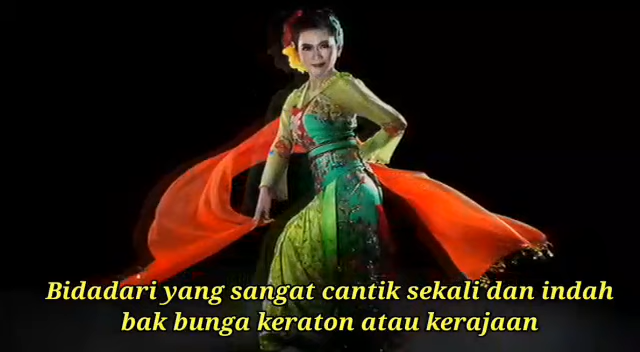 Bidadari yang sangat cantik sekali dan indah
bak bunga keraton atau kerajaan